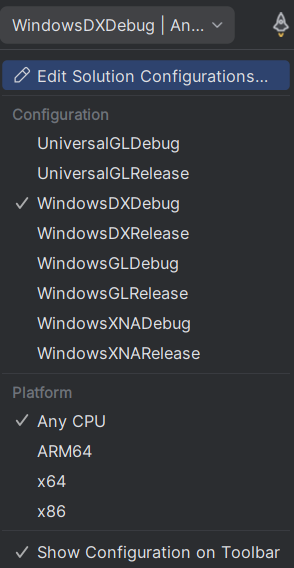 WindowsDXDebug | An...
Edit Solution Configurations...
Configuration
UniversalGLDebug
UniversalGLRelease
WindowsDXDebug
WindowsDXRelease
WindowsGLDebug
WindowsGLRelease
WindowsXNADebug
WindowsXNARelease
Platform
Any CPU
ARM64
x64
x86
Show Configuration on Toolbar